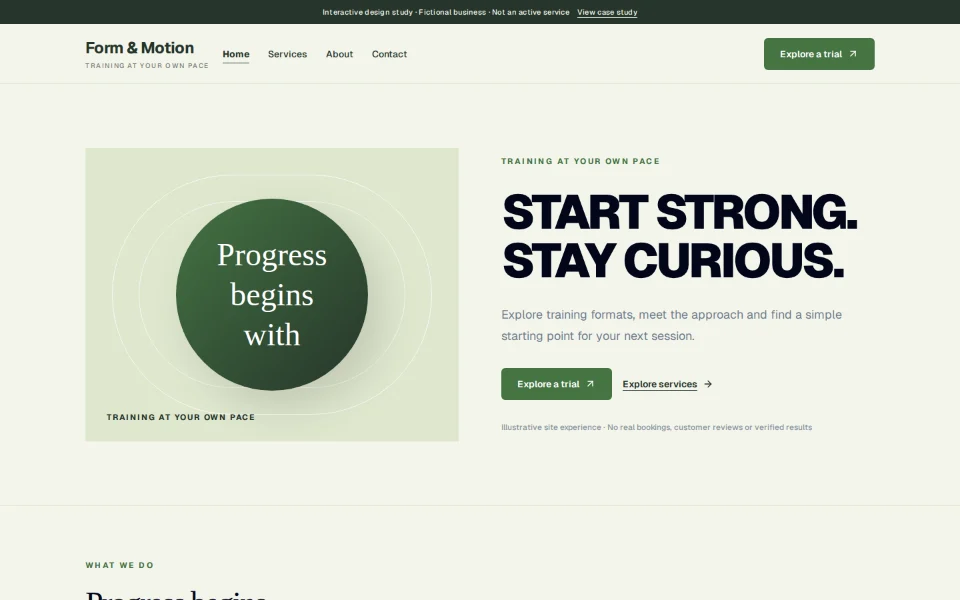 Interactive design study · Fictional business · Not an active service View case study
Form & Motion
TRAINING AT YOUR OWN PACE
Home Services About Contact
Explore a trial
Progress
begins
with
TRAINING AT YOUR OWN PACE
TRAINING AT YOUR OWN PACE
START STRONG.
STAY CURIOUS.
Explore training formats, meet the approach and find a simple
starting point for your next session.
Explore a trial Explore services
Illustrative site experience · No real bookings, customer reviews or verified results
WHAT WE DO
Progress begins